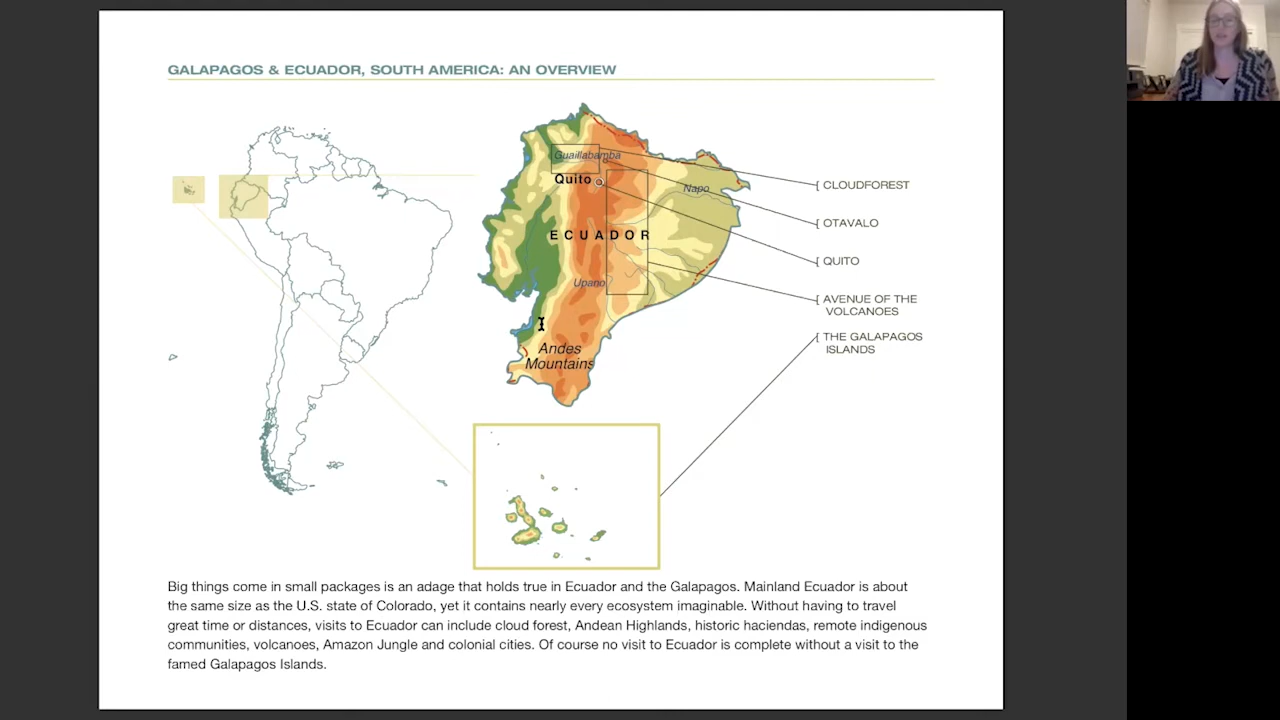 GALAPAGOS & ECUADOR, SOUTH AMERICA: AN OVERVIEW
Guaillabamba
Quito
Napo
ECUADOR
Upano
Andes
Mountains
CLOUDFOREST
OTAVALO
QUITO
AVENUE OF THE
VOLCANOES
THE GALAPAGOS
ISLANDS
Big things come in small packages is an adage that holds true in Ecuador and the Galapagos. Mainland Ecuador is about
the same size as the U.S. state of Colorado, yet it contains nearly every ecosystem imaginable. Without having to travel
great time or distances, visits to Ecuador can include cloud forest, Andean Highlands, historic haciendas, remote indigenous
communities, volcanoes, Amazon Jungle and colonial cities. Of course no visit to Ecuador is complete without a visit to the
famed Galapagos Islands.